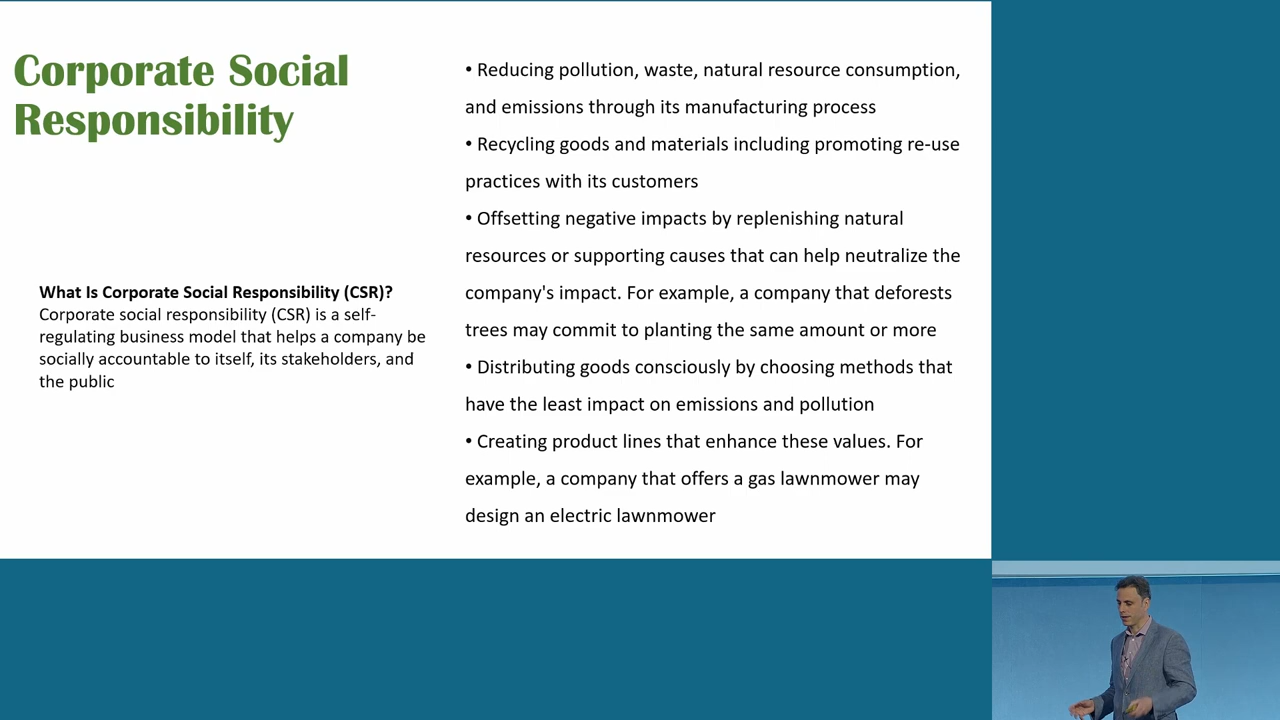 Corporate Social
Responsibility
What Is Corporate Social Responsibility (CSR)?
Corporate social responsibility (CSR) is a self-
regulating business model that helps a company be
socially accountable to itself, its stakeholders, and
the public
• Reducing pollution, waste, natural resource consumption,
and emissions through its manufacturing process
• Recycling goods and materials including promoting re-use
practices with its customers
• Offsetting negative impacts by replenishing natural
resources or supporting causes that can help neutralize the
company's impact. For example, a company that deforests
trees may commit to planting the same amount or more
• Distributing goods consciously by choosing methods that
have the least impact on emissions and pollution
• Creating product lines that enhance these values. For
example, a company that offers a gas lawnmower may
design an electric lawnmower